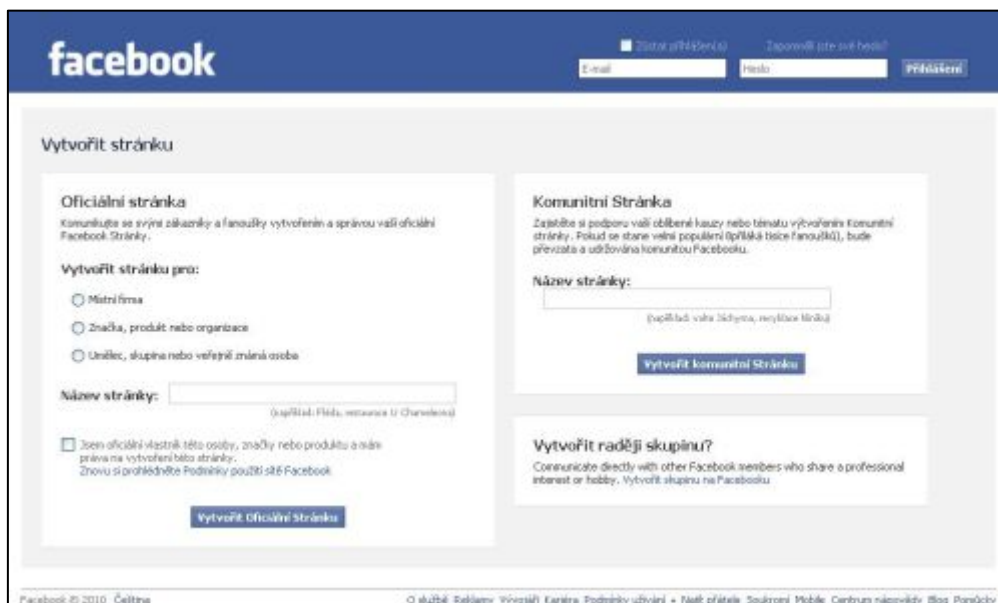 facebook
Zůstat přihlášen(a) Zapomněli jste své heslo?
E-mail Heslo Přihlášení
Vytvořit stránku
Oficiální stránka
Komunikujte se svými zákazníky a fanoušky vytvořením a správou vaší oficiální
Facebook Stránky.
Vytvořit stránku pro:
Místní firma
Značka, produkt nebo organizace
Umělec, skupina nebo veřejně známá osoba
Název stránky:
(například: restaurace U Chameleona)
Jsem oficiální vlastník této osoby, značky nebo produktu a mám
práva na vytvoření této stránky.
Znovu si prohlédněte Podmínky použití sítě Facebook
Vytvořit Oficiální Stránku
Komunitní Stránka
Zajistěte si podporu vaší oblíbené kauzy nebo tématu vytvořením Komunitní
stránky. Pokud se stane velmi populární (přiláká tisíce fanoušků), bude
převzata a udržována komunitou Facebooku.
Název stránky:
(například: recyklace hliníku)
Vytvořit komunitní Stránku
Vytvořit raději skupinu?
Communicate directly with other Facebook members who share a professional
interest or hobby. Vytvořit skupinu na Facebooku
Facebook © 2010 Čeština
O službě Reklamy Vývojáři Kariéra Podmínky užívání • Najít přátele Soukromí Mobile Centrum nápovědy Blog Pomůcky